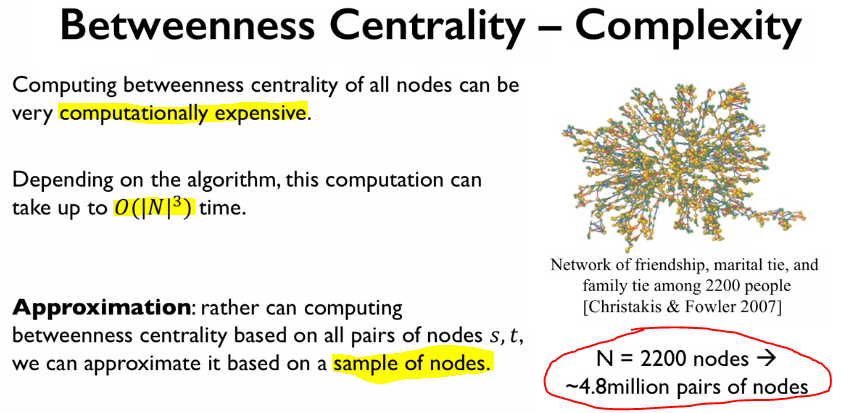 Betweenness Centrality – Complexity
Computing betweenness centrality of all nodes can be
very computationally expensive.
Depending on the algorithm, this computation can
take up to 𝑂(|𝑁|³) time.
Approximation: rather can computing
betweenness centrality based on all pairs of nodes 𝑠, 𝑡,
we can approximate it based on a sample of nodes.
Network of friendship, marital tie, and
family tie among 2200 people
[Christakis & Fowler 2007]
N = 2200 nodes →
~4.8million pairs of nodes